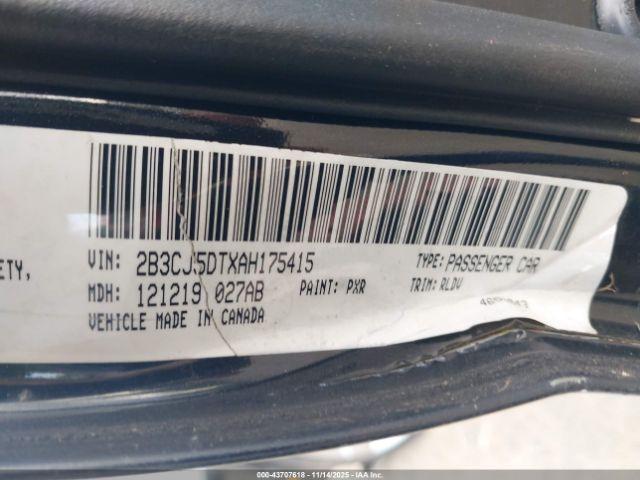 ETY,
VIN: 2B3CJ5DTXAH175415 TYPE: PASSENGER CAR
MDH: 121219 027AB PAINT: PXR TRIM: RLDV
VEHICLE MADE IN CANADA
000-43707618 - 11/14/2025 - IAA Inc.